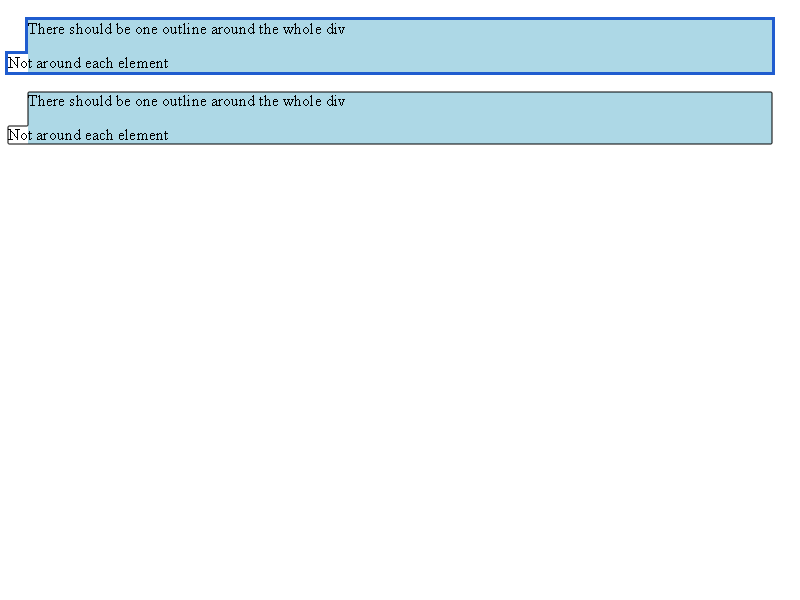 There should be one outline around the whole div
Not around each element
There should be one outline around the whole div
Not around each element